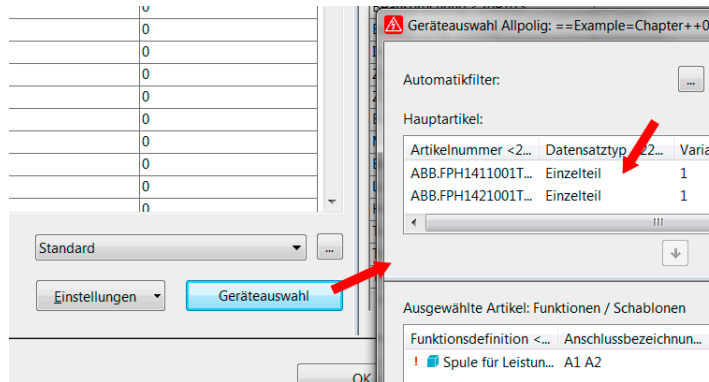 0
0
0
0
0
0
0
0
0
0
Standard
...
Einstellungen
Geräteauswahl
OK
Geräteauswahl Allpolig: ==Example=Chapter++0
Automatikfilter:
...
Hauptartikel:
Artikelnummer <2... Datensatztyp <22... Varia
ABB.FPH1411001T... Einzelteil 1
ABB.FPH1421001T... Einzelteil 1
Ausgewählte Artikel: Funktionen / Schablonen
Funktionsdefinition <... Anschlussbezeichnun...
! Spule für Leistun... A1 A2